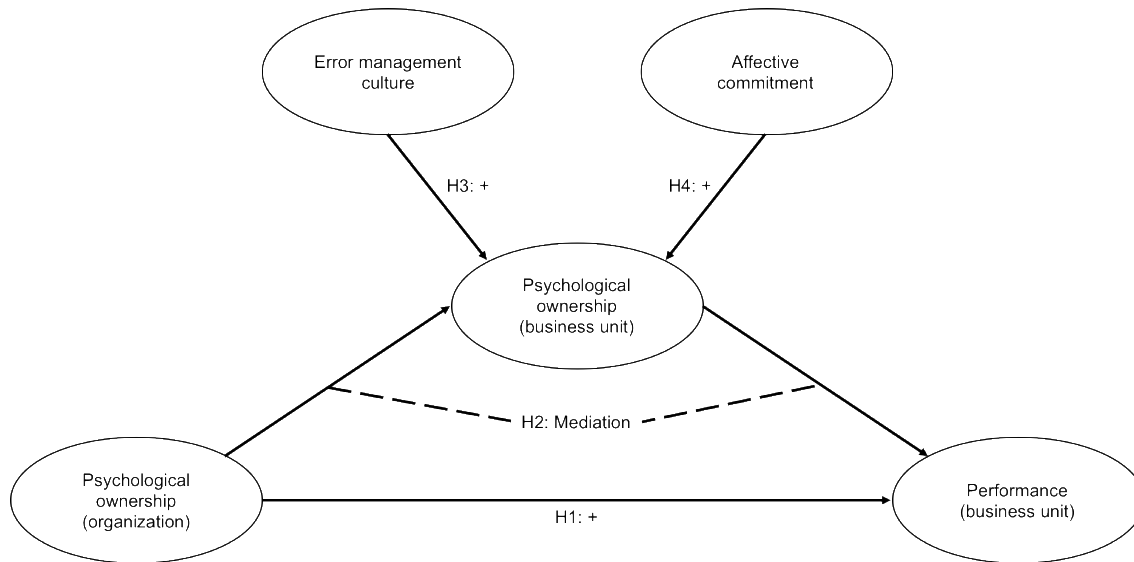 Error management
culture
Affective
commitment
H3: +
H4: +
Psychological
ownership
(business unit)
H2: Mediation
Psychological
ownership
(organization)
Performance
(business unit)
H1: +